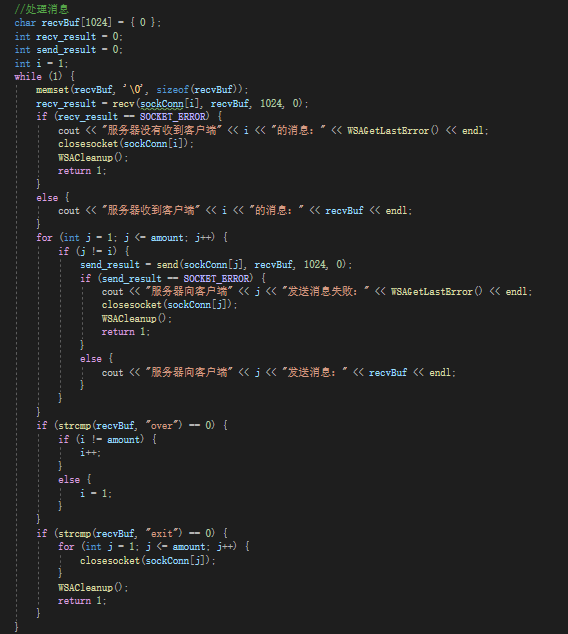 //处理消息
char recvBuf[1024] = { 0 };
int recv_result = 0;
int send_result = 0;
int i = 1;
while (1) {
    memset(recvBuf, '\0', sizeof(recvBuf));
    recv_result = recv(sockConn[i], recvBuf, 1024, 0);
    if (recv_result == SOCKET_ERROR) {
        cout << "服务器没有收到客户端" << i << "的消息：" << WSAGetLastError() << endl;
        closesocket(sockConn[i]);
        WSACleanup();
        return 1;
    }
    else {
        cout << "服务器收到客户端" << i << "的消息：" << recvBuf << endl;
    }
    for (int j = 1; j <= amount; j++) {
        if (j != i) {
            send_result = send(sockConn[j], recvBuf, 1024, 0);
            if (send_result == SOCKET_ERROR) {
                cout << "服务器向客户端" << j << "发送消息失败：" << WSAGetLastError() << endl;
                closesocket(sockConn[j]);
                WSACleanup();
                return 1;
            }
            else {
                cout << "服务器向客户端" << j << "发送消息：" << recvBuf << endl;
            }
        }
    }
    if (strcmp(recvBuf, "over") == 0) {
        if (i != amount) {
            i++;
        }
        else {
            i = 1;
        }
    }
    if (strcmp(recvBuf, "exit") == 0) {
        for (int j = 1; j <= amount; j++) {
            closesocket(sockConn[j]);
        }
        WSACleanup();
        return 1;
    }
}